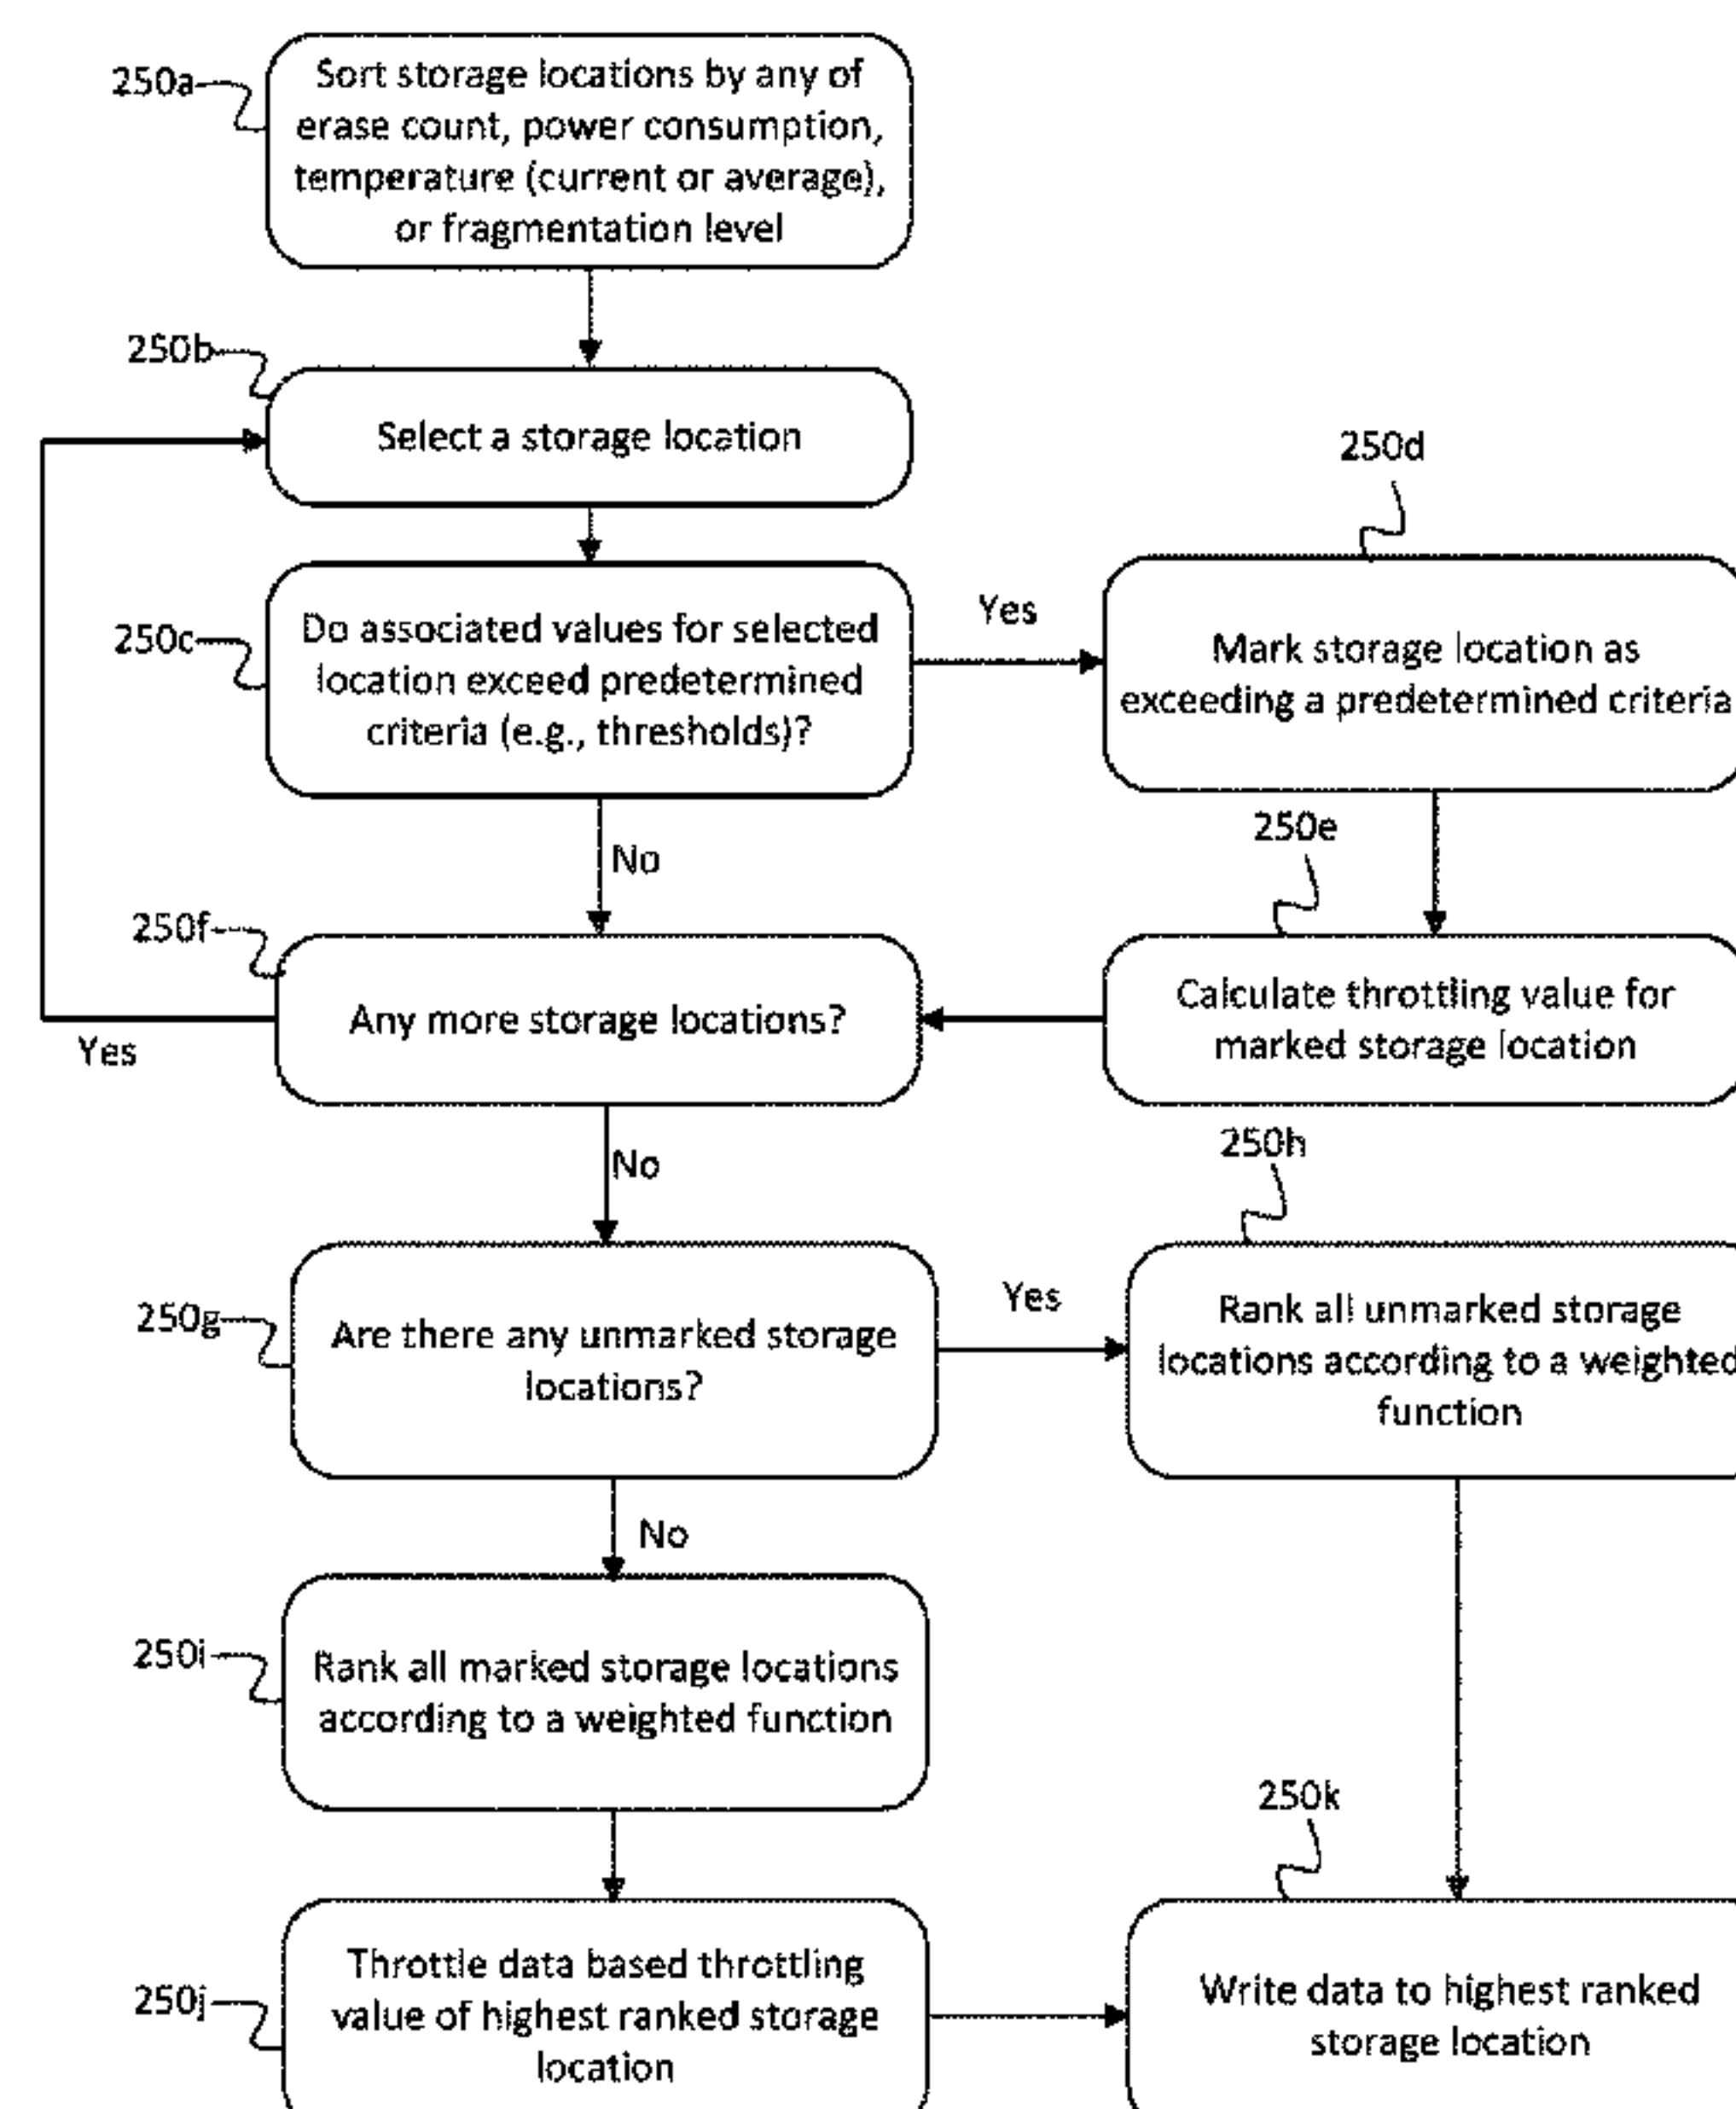 250a
Sort storage locations by any of
erase count, power consumption,
temperature (current or average),
or fragmentation level
250b
Select a storage location
250c
Do associated values for selected
location exceed predetermined
criteria (e.g., thresholds)?
Yes
250d
Mark storage location as
exceeding a predetermined criteria
No
250e
Calculate throttling value for
marked storage location
250f
Any more storage locations?
Yes
No
250g
Are there any unmarked storage
locations?
Yes
250h
Rank all unmarked storage
locations according to a weighted
function
No
250i
Rank all marked storage locations
according to a weighted function
250j
Throttle data based throttling
value of highest ranked storage
location
250k
Write data to highest ranked
storage location